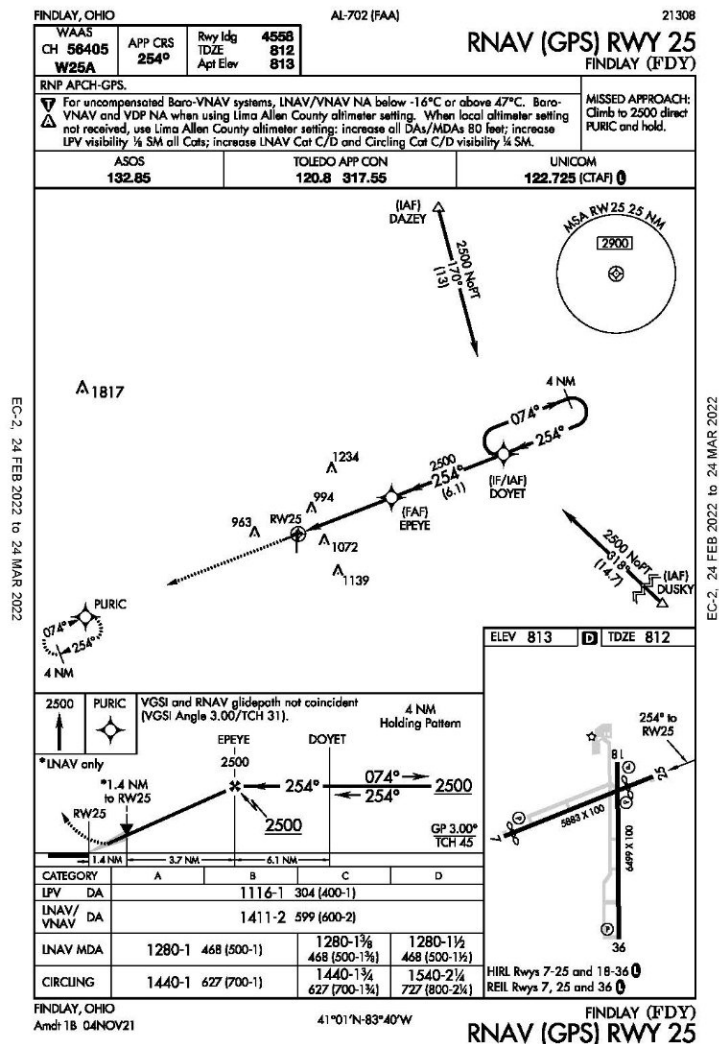 FINDLAY, OHIO
AL-702 (FAA)
21308
WAAS
CH 56405
W25A
APP CRS
254°
Rwy ldg 4558
TDZE 812
Apt Elev 813
RNAV (GPS) RWY 25
FINDLAY (FDY)
RNP APCH-GPS.
T
A
For uncompensated Baro-VNAV systems, LNAV/VNAV NA below -16°C or above 47°C. Baro-
VNAV and VDP NA when using Lima Allen County altimeter setting. When local altimeter setting
not received, use Lima Allen County altimeter setting: increase all DAs/MDAs 80 feet; increase
LPV visibility ⅛ SM all Cats; increase LNAV Cat C/D and Circling Cat C/D visibility ¼ SM.
MISSED APPROACH:
Climb to 2500 direct
PURIC and hold.
ASOS
132.85
TOLEDO APP CON
120.8 317.55
UNICOM
122.725 (CTAF) L
(IAF)
DAZEY
2500 NoPT
170°
(13)
MSA RW25 25 NM
2900
1817
4 NM
074°
254°
1234
2500
254°
(6.1)
(IF/IAF)
DOYET
(FAF)
EPEYE
994
963
RW25
1072
1139
2500 NoPT
318°
(14.7)
(IAF)
DUSKY
PURIC
074°
254°
4 NM
EC-2, 24 FEB 2022 to 24 MAR 2022
EC-2, 24 FEB 2022 to 24 MAR 2022
ELEV 813
D
TDZE 812
2500
PURIC
VGSI and RNAV glidepath not coincident
(VGSI Angle 3.00/TCH 31).
4 NM
Holding Pattern
EPEYE
DOYET
2500
*LNAV only
*1.4 NM
to RW25
RW25
254°
074°
254°
2500
2500
GP 3.00°
TCH 45
1.4 NM
3.7 NM
6.1 NM
254° to
RW25
18
25
5883 X 100
7
6499 X 100
36
P
P
P
P
CATEGORY A B C D
LPV DA 1116-1 304 (400-1)
LNAV/
VNAV DA 1411-2 599 (600-2)
LNAV MDA 1280-1 468 (500-1)
1280-1⅜
468 (500-1⅜)
1280-1½
468 (500-1½)
CIRCLING 1440-1 627 (700-1)
1440-1¾
627 (700-1¾)
1540-2¼
727 (800-2¼)
HIRL Rwys 7-25 and 18-36 L
REIL Rwys 7, 25 and 36 L
FINDLAY, OHIO
Amdt 1B 04NOV21
41°01'N-83°40'W
FINDLAY (FDY)
RNAV (GPS) RWY 25